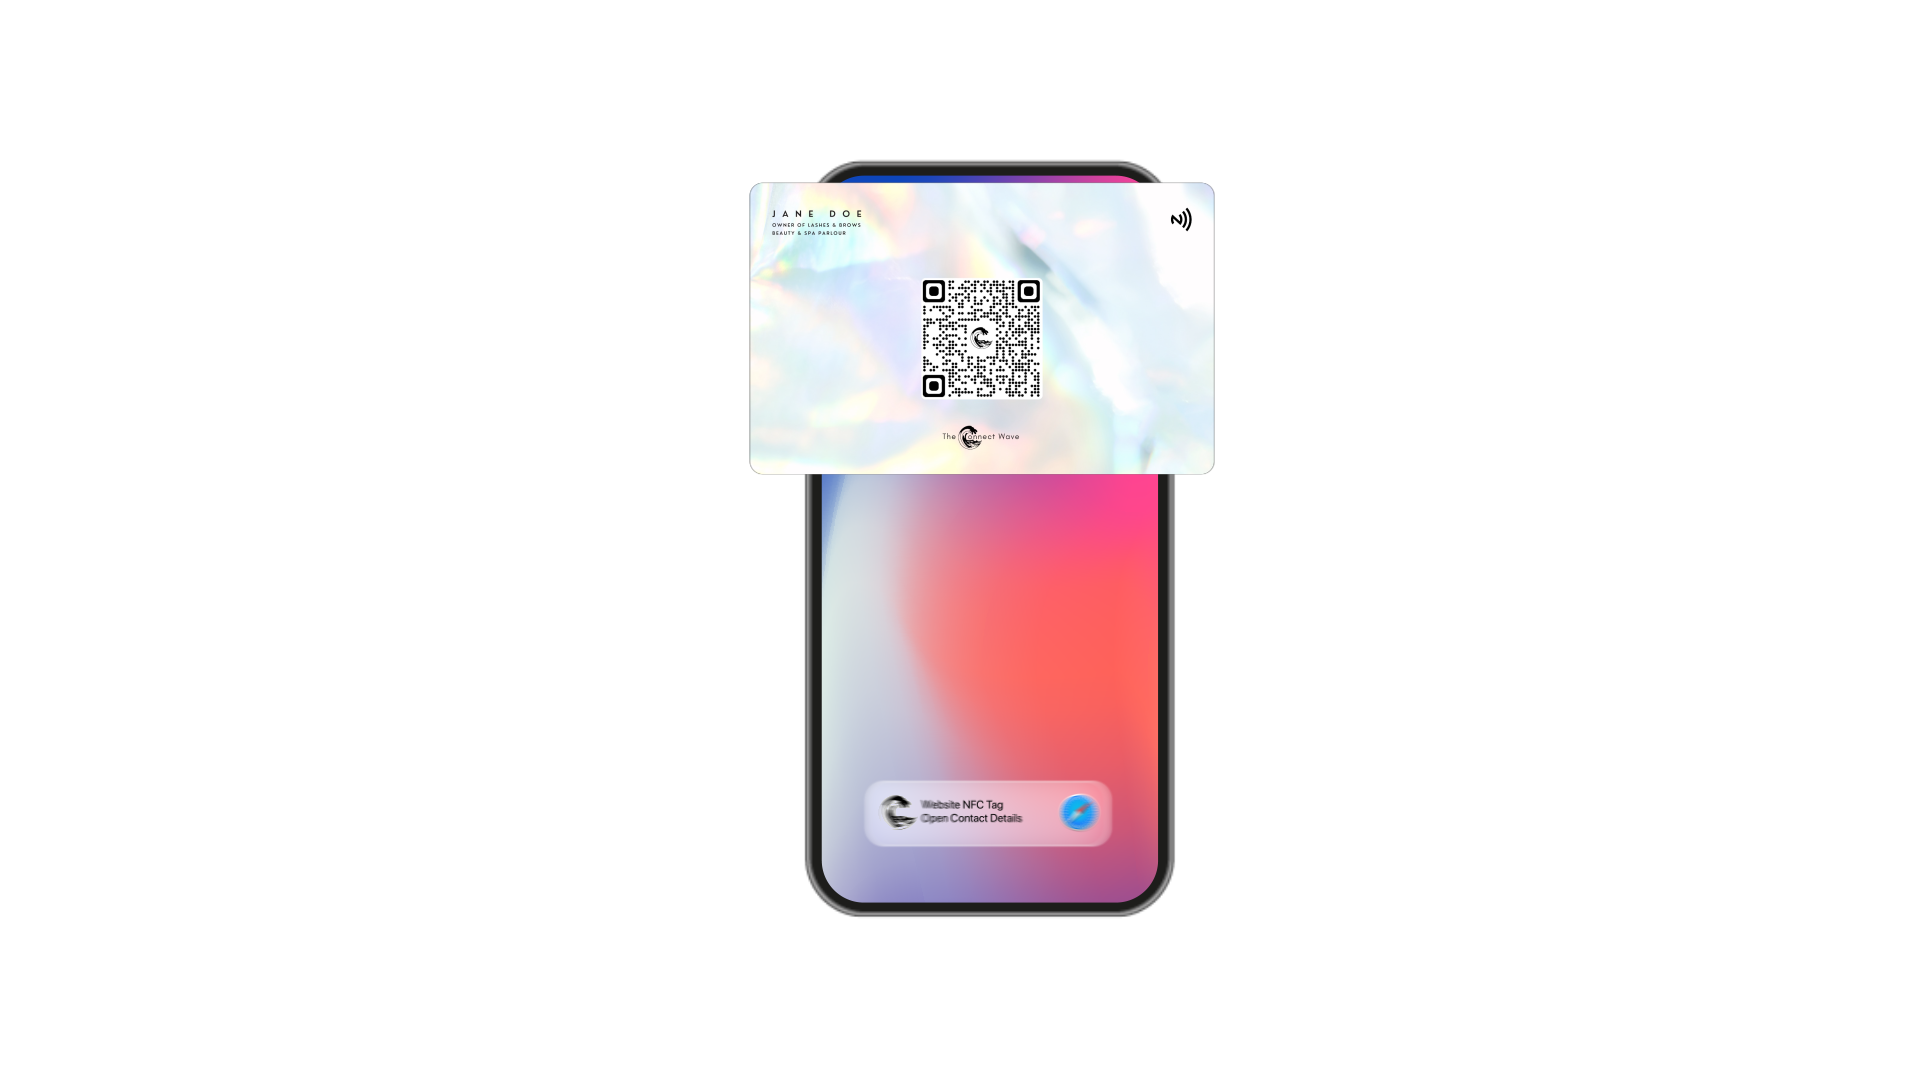 JANE DOE
OWNER OF LASHES & BROWS
BEAUTY & SPA PARLOUR
The Connect Wave
Website NFC Tag
Open Contact Details